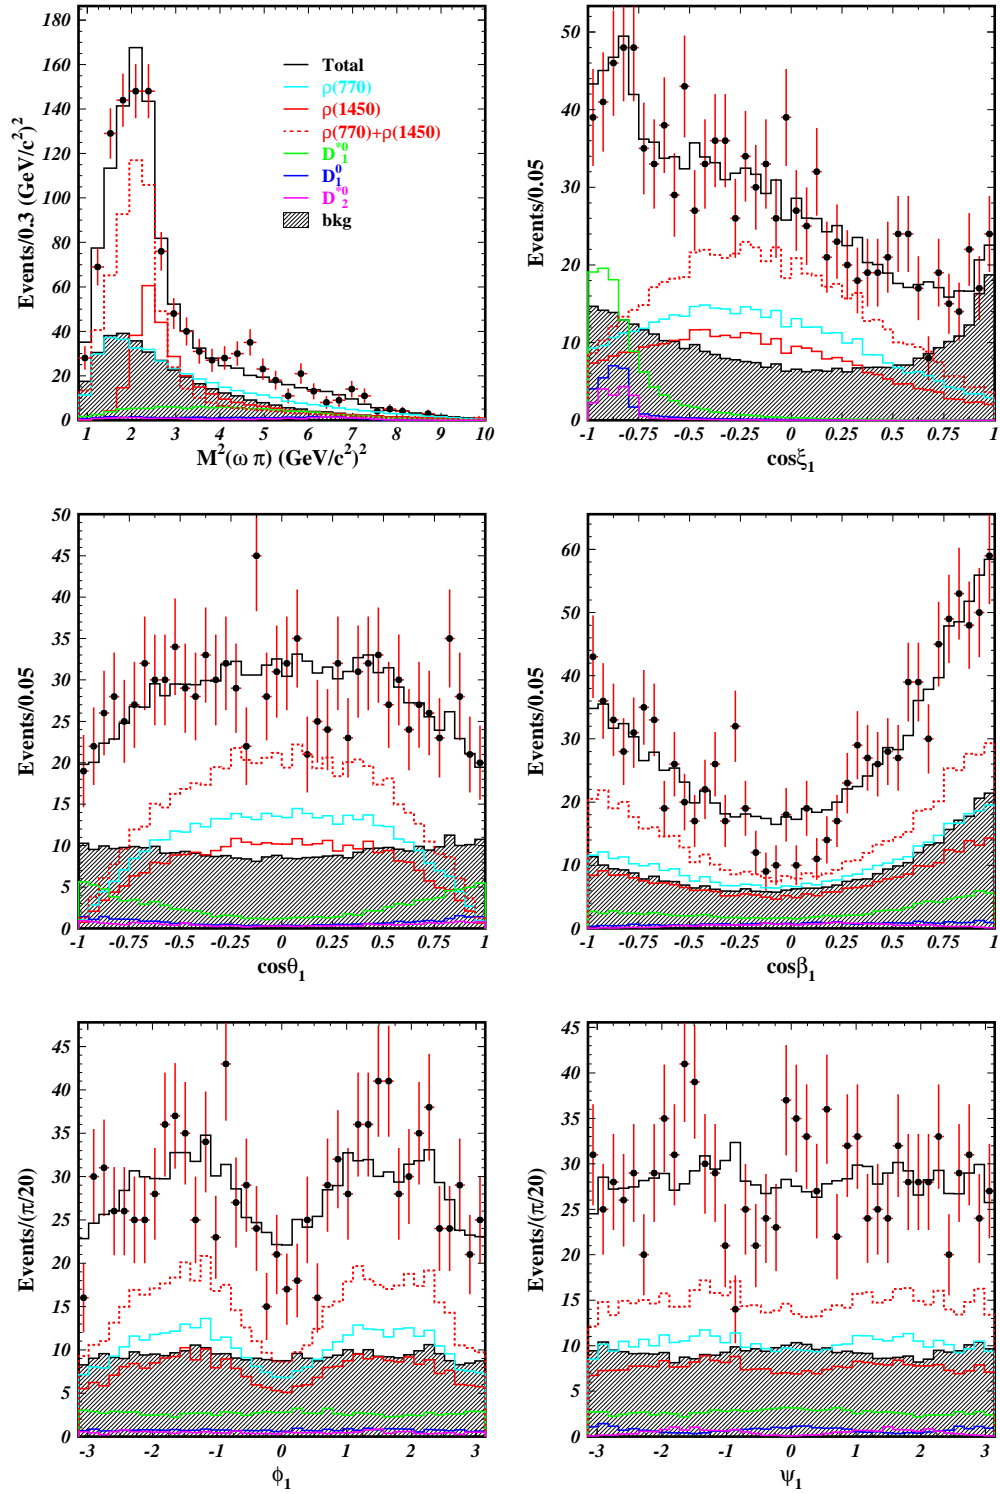 Events/0.3 (GeV/c²)²
180
160
140
120
100
80
60
40
20
0
Total
ρ(770)
ρ(1450)
ρ(770)+ρ(1450)
D₁*⁰
D₁⁰
D₂*⁰
bkg
1 2 3 4 5 6 7 8 9 10
M²(ω π) (GeV/c²)²
Events/0.05
50
40
30
20
10
0
-1 -0.75 -0.5 -0.25 0 0.25 0.5 0.75 1
cosξ₁
Events/0.05
50
45
40
35
30
25
20
15
10
5
0
-1 -0.75 -0.5 -0.25 0 0.25 0.5 0.75 1
cosθ₁
Events/0.05
60
50
40
30
20
10
0
-1 -0.75 -0.5 -0.25 0 0.25 0.5 0.75 1
cosβ₁
Events/(π/20)
45
40
35
30
25
20
15
10
5
0
-3 -2 -1 0 1 2 3
ϕ₁
Events/(π/20)
45
40
35
30
25
20
15
10
5
0
-3 -2 -1 0 1 2 3
ψ₁